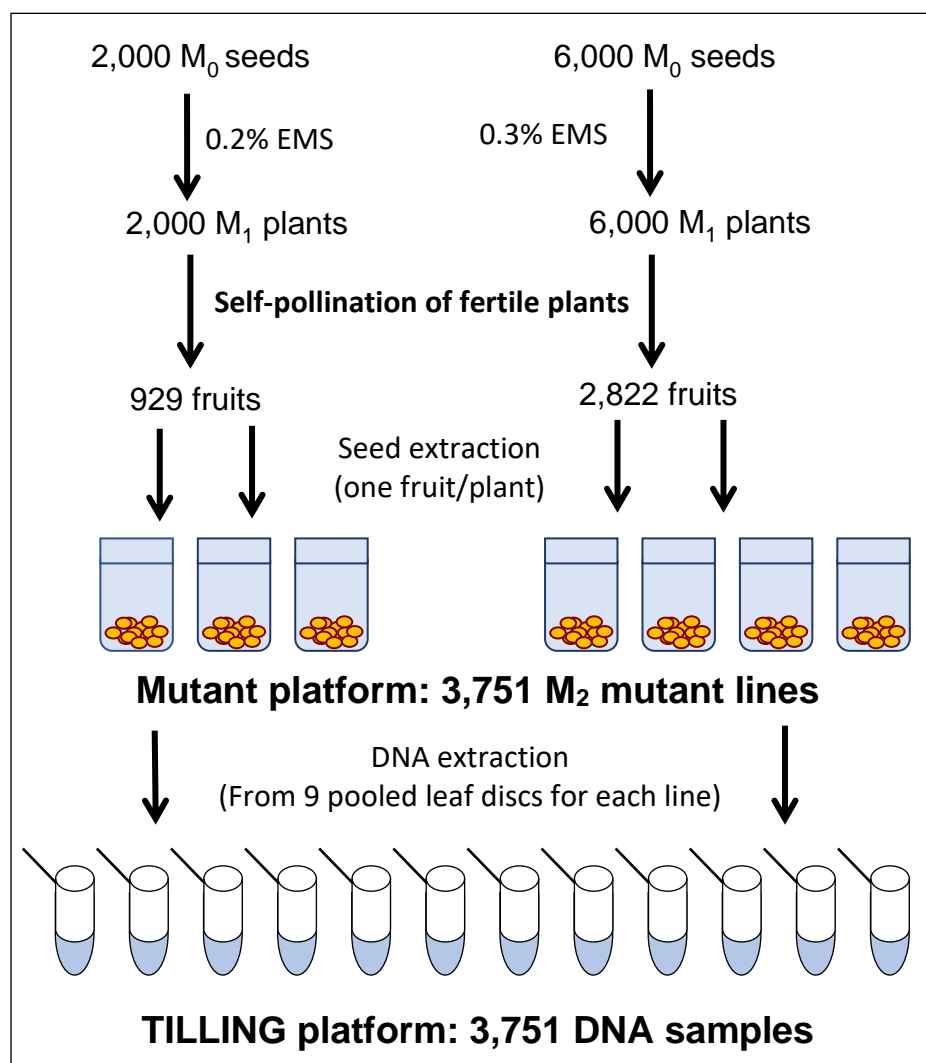 2,000 M0 seeds
6,000 M0 seeds
0.2% EMS
0.3% EMS
2,000 M1 plants
6,000 M1 plants
Self-pollination of fertile plants
929 fruits
2,822 fruits
Seed extraction
(one fruit/plant)
Mutant platform: 3,751 M2 mutant lines
DNA extraction
(From 9 pooled leaf discs for each line)
TILLING platform: 3,751 DNA samples